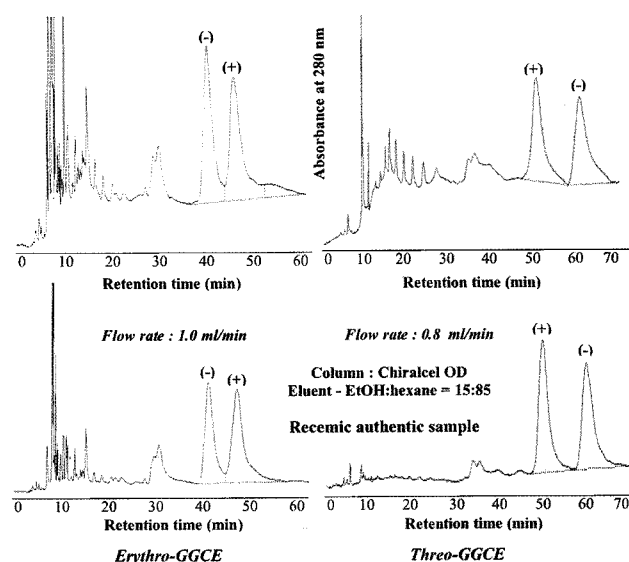 (-)
(+)
0 10 20 30 40 50 60
Retention time (min)
Absorbance at 280 nm
(+)
(-)
0 10 20 30 40 50 60 70
Retention time (min)
Flow rate : 1.0 ml/min
Flow rate : 0.8 ml/min
Column : Chiralcel OD
Eluent - EtOH:hexane = 15:85
Recemic authentic sample
(-)
(+)
0 10 20 30 40 50 60
Retention time (min)
Erythro-GGCE
(+)
(-)
0 10 20 30 40 50 60 70
Retention time (min)
Threo-GGCE